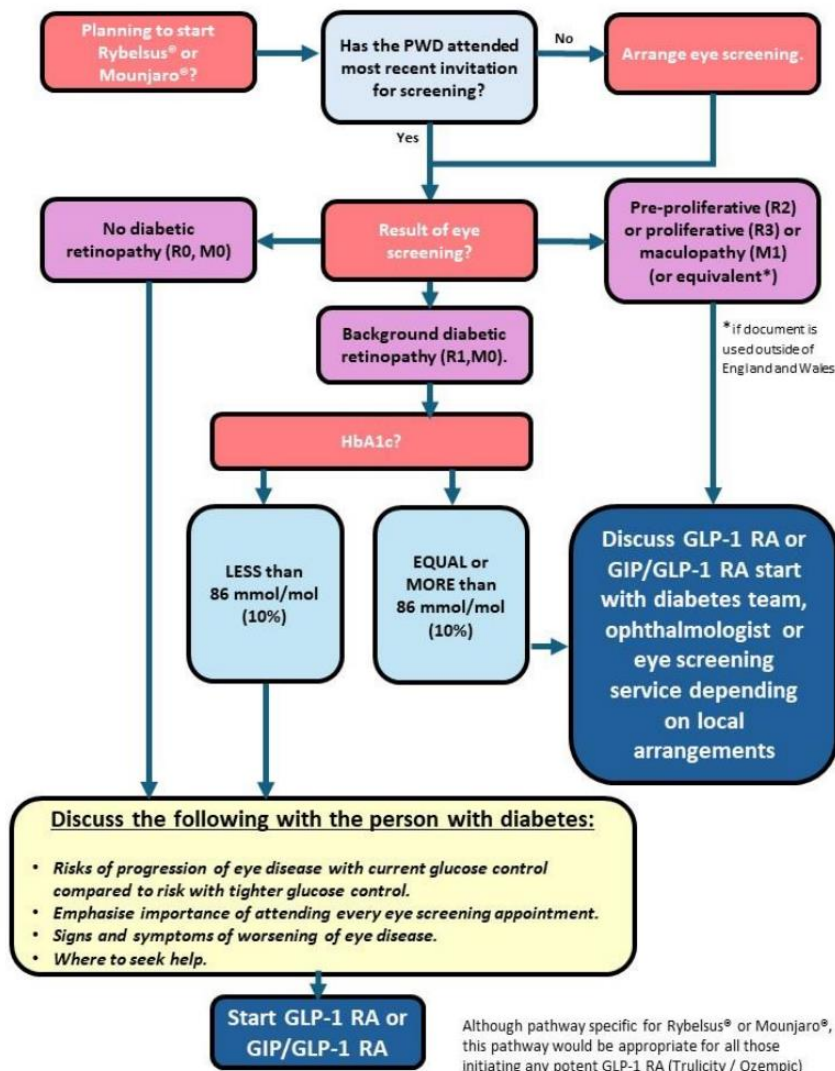 Planning to start
Rybelsus® or
Mounjaro®?
Has the PWD attended
most recent invitation
for screening?
No
Arrange eye screening.
Yes
No diabetic
retinopathy (R0, M0)
Result of eye
screening?
Pre-proliferative (R2)
or proliferative (R3) or
maculopathy (M1)
(or equivalent*)
* if document is
used outside of
England and Wales
Background diabetic
retinopathy (R1,M0).
HbA1c?
LESS than
86 mmol/mol
(10%)
EQUAL or
MORE than
86 mmol/mol
(10%)
Discuss GLP-1 RA or
GIP/GLP-1 RA start
with diabetes team,
ophthalmologist or
eye screening
service depending
on local
arrangements
Discuss the following with the person with diabetes:
• Risks of progression of eye disease with current glucose control
compared to risk with tighter glucose control.
• Emphasise importance of attending every eye screening appointment.
• Signs and symptoms of worsening of eye disease.
• Where to seek help.
Start GLP-1 RA or
GIP/GLP-1 RA
Although pathway specific for Rybelsus® or Mounjaro®,
this pathway would be appropriate for all those
initiating any potent GLP-1 RA (Trulicity / Ozempic)